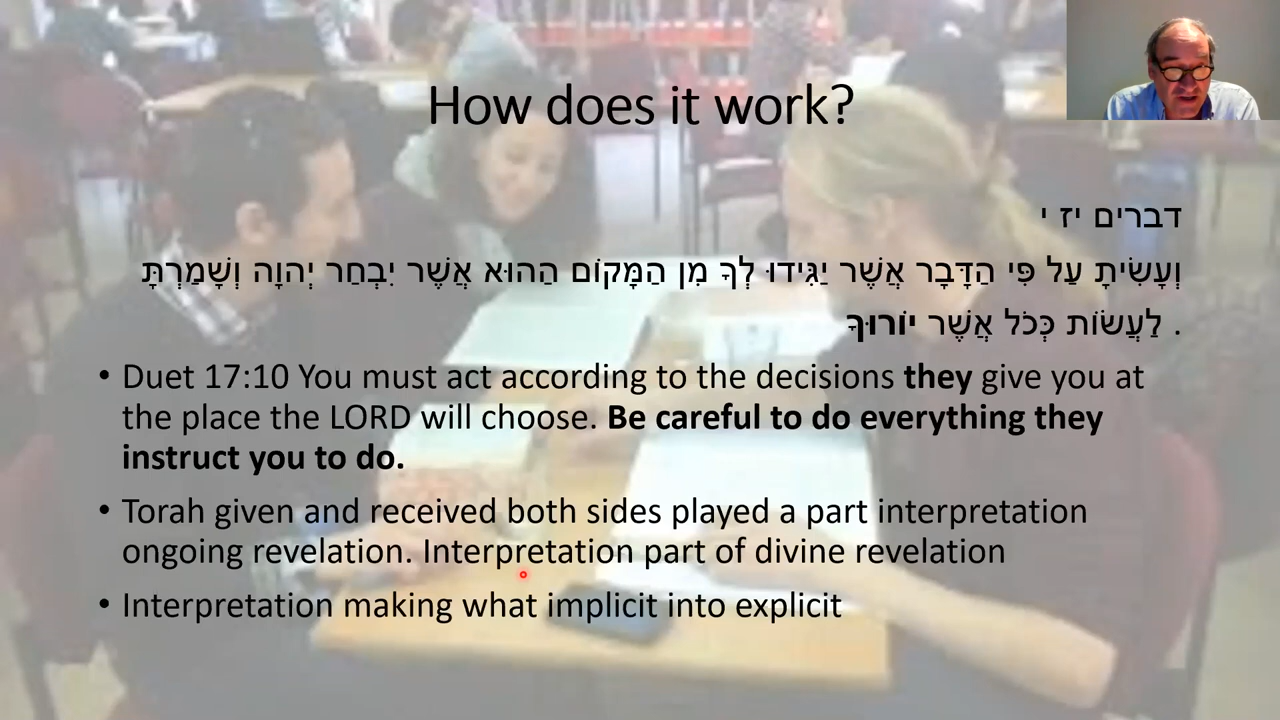 How does it work?
דברים יז י
וְעָשִׂיתָ עַל פִּי הַדָּבָר אֲשֶׁר יַגִּידוּ לְךָ מִן הַמָּקוֹם הַהוּא אֲשֶׁר יִבְחַר יְהוָה וְשָׁמַרְתָּ
. לַעֲשׂוֹת כְּכֹל אֲשֶׁר יוֹרוּךָ
• Duet 17:10 You must act according to the decisions they give you at
the place the LORD will choose. Be careful to do everything they
instruct you to do.
• Torah given and received both sides played a part interpretation
ongoing revelation. Interpretation part of divine revelation
• Interpretation making what implicit into explicit